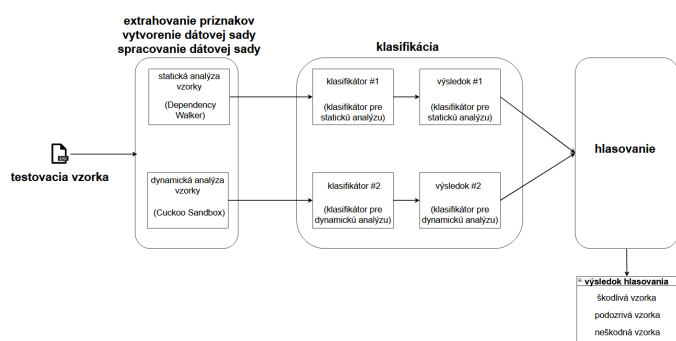 extrahovanie priznakov
vytvorenie dátovej sady
spracovanie dátovej sady
klasifikácia
statická analýza
vzorky
(Dependency
Walker)
klasifikátor #1
(klasifikátor pre
statickú analýzu)
výsledok #1
(klasifikátor pre
statickú analýzu)
EXE
testovacia vzorka
hlasovanie
dynamická analýza
vzorky
(Cuckoo Sandbox)
klasifikátor #2
(klasifikátor pre
dynamickú analýzu)
výsledok #2
(klasifikátor pre
dynamickú analýzu)
výsledok hlasovania
škodlivá vzorka
podozrivá vzorka
neškodná vzorka